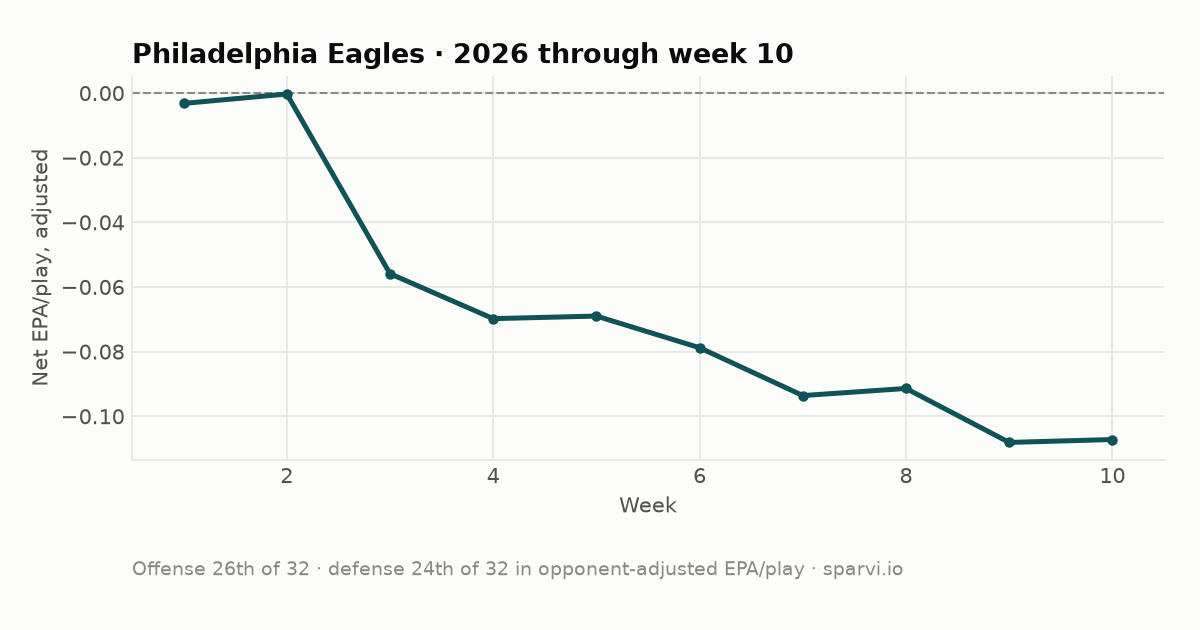 Philadelphia Eagles · 2026 through week 10
Net EPA/play, adjusted
0.00
−0.02
−0.04
−0.06
−0.08
−0.10
2 4 6 8 10
Week
Offense 26th of 32 · defense 24th of 32 in opponent-adjusted EPA/play · sparvi.io